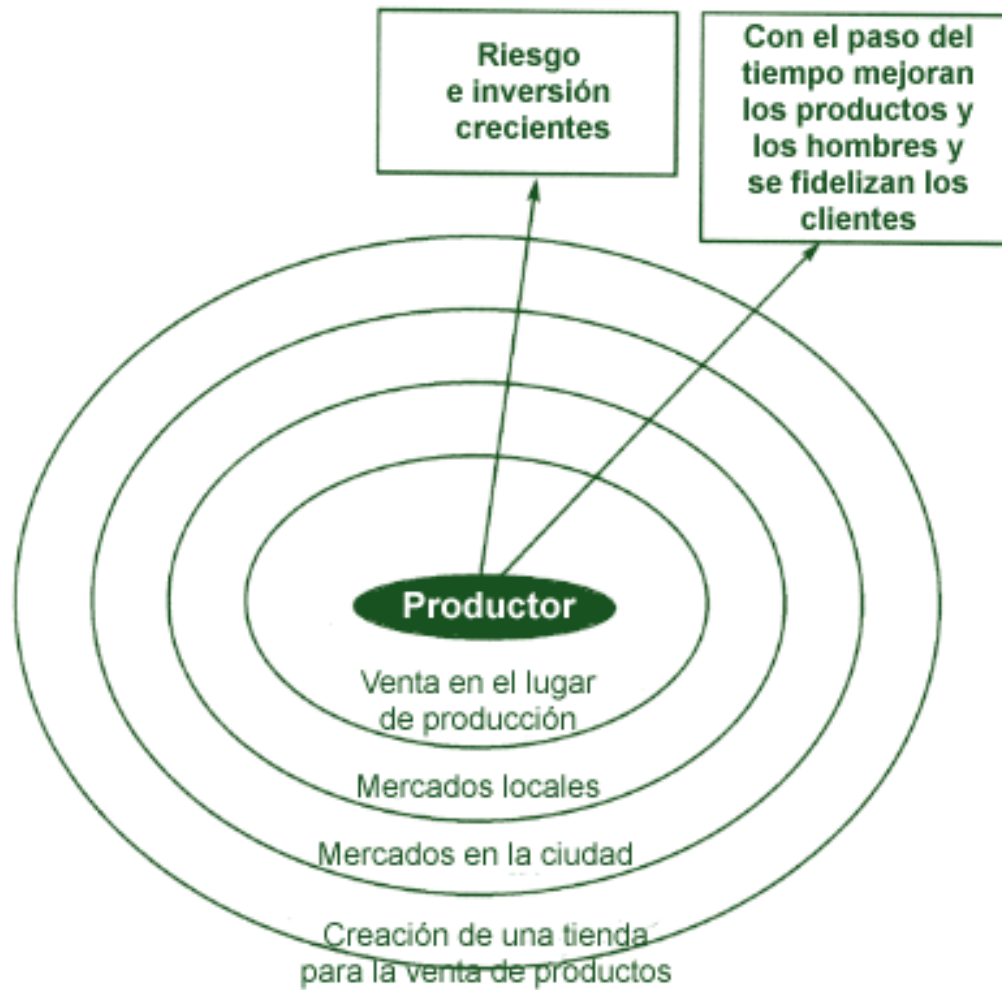 Riesgo
e inversión
crecientes
Con el paso del
tiempo mejoran
los productos y
los hombres y
se fidelizan los
clientes
Productor
Venta en el lugar
de producción
Mercados locales
Mercados en la ciudad
Creación de una tienda
para la venta de productos